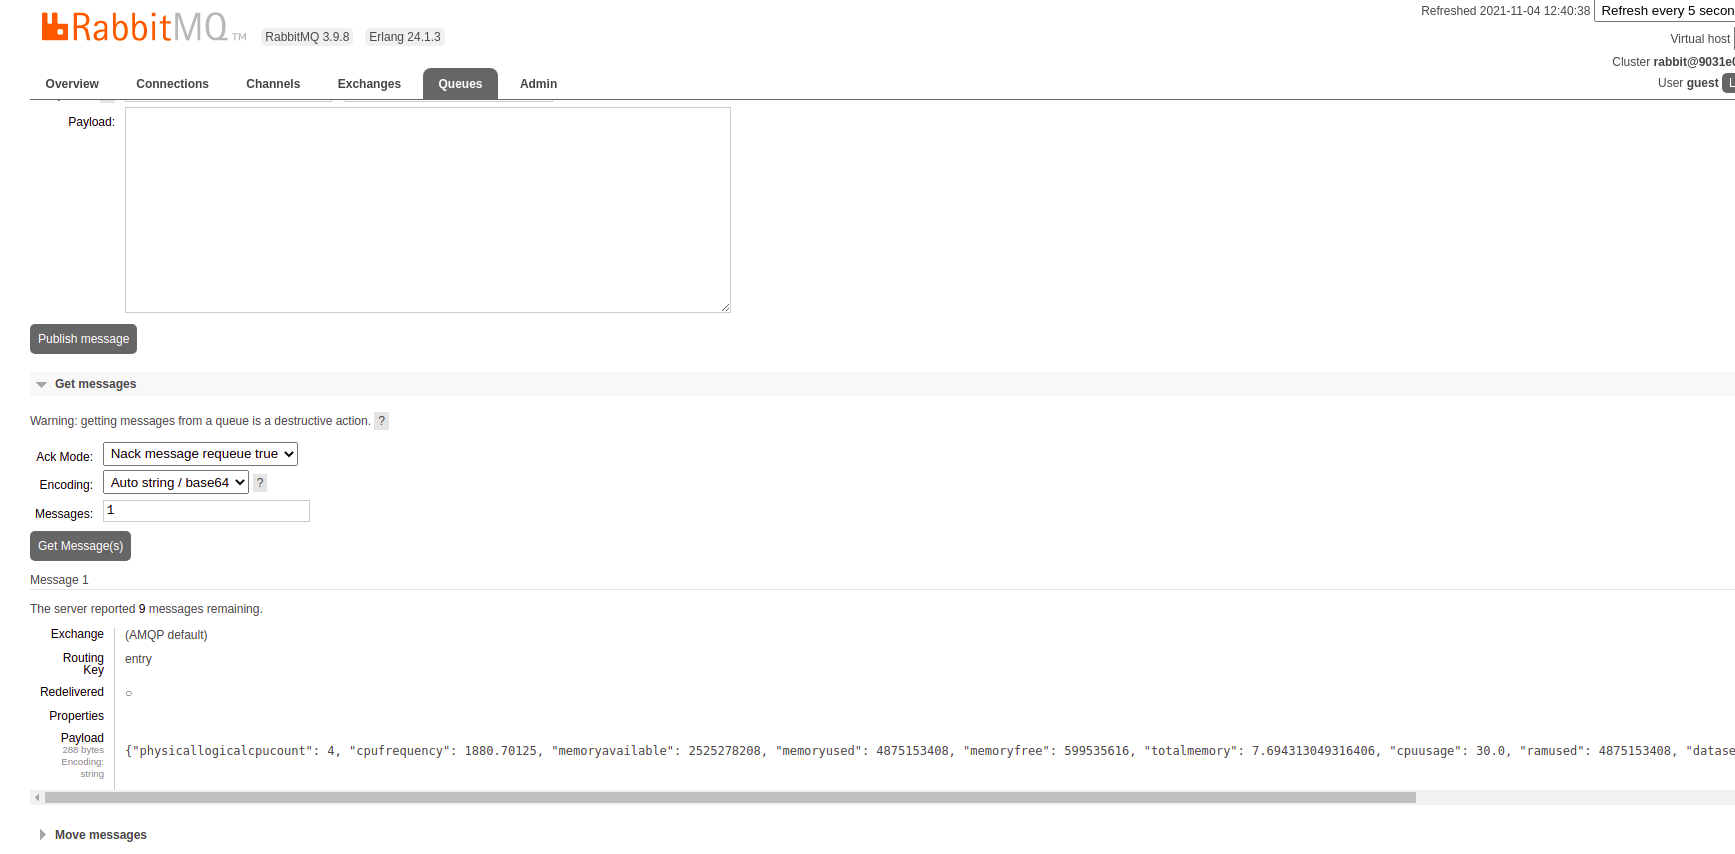 Refreshed 2021-11-04 12:40:38 Refresh every 5 secon
RabbitMQ TM RabbitMQ 3.9.8 Erlang 24.1.3
Virtual host
Cluster rabbit@9031e
User guest L
Overview Connections Channels Exchanges Queues Admin
Payload:
Publish message
Get messages
Warning: getting messages from a queue is a destructive action. ?
Ack Mode: Nack message requeue true
Encoding: Auto string / base64 ?
Messages: 1
Get Message(s)
Message 1
The server reported 9 messages remaining.
Exchange (AMQP default)
Routing Key entry
Redelivered ○
Properties
Payload
288 bytes
Encoding:
string
{"physicallogicalcpucount": 4, "cpufrequency": 1880.70125, "memoryavailable": 2525278208, "memoryused": 4875153408, "memoryfree": 599535616, "totalmemory": 7.694313049316406, "cpuusage": 30.0, "ramused": 4875153408, "datase
Move messages